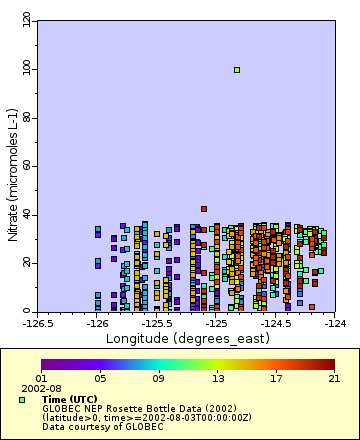 120
100
80
60
40
20
0
Nitrate (micromoles L-1)
-126.5 -126 -125.5 -125 -124.5 -124
Longitude (degrees_east)
01 05 09 13 17 21
2002-08
Time (UTC)
GLOBEC NEP Rosette Bottle Data (2002)
(latitude>0, time>=2002-08-03T00:00:00Z)
Data courtesy of GLOBEC